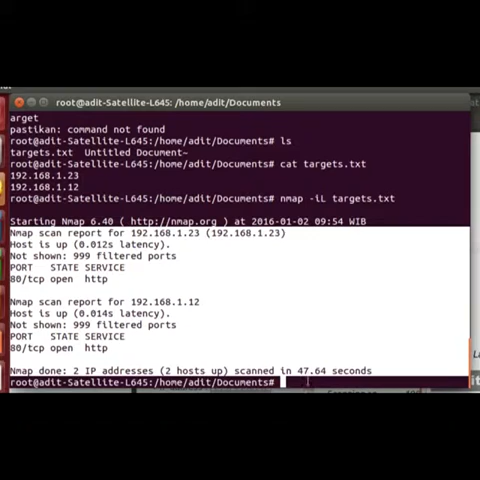 root@adit-Satellite-L645: /home/adit/Documents
arget
pastikan: command not found
root@adit-Satellite-L645:/home/adit/Documents# ls
targets.txt  Untitled Document~
root@adit-Satellite-L645:/home/adit/Documents# cat targets.txt
192.168.1.23
192.168.1.12
root@adit-Satellite-L645:/home/adit/Documents# nmap -iL targets.txt
Starting Nmap 6.40 ( http://nmap.org ) at 2016-01-02 09:54 WIB
Nmap scan report for 192.168.1.23 (192.168.1.23)
Host is up (0.012s latency).
Not shown: 999 filtered ports
PORT   STATE SERVICE
80/tcp open  http
Nmap scan report for 192.168.1.12
Host is up (0.014s latency).
Not shown: 999 filtered ports
PORT   STATE SERVICE
80/tcp open  http
Nmap done: 2 IP addresses (2 hosts up) scanned in 47.64 seconds
root@adit-Satellite-L645:/home/adit/Documents#